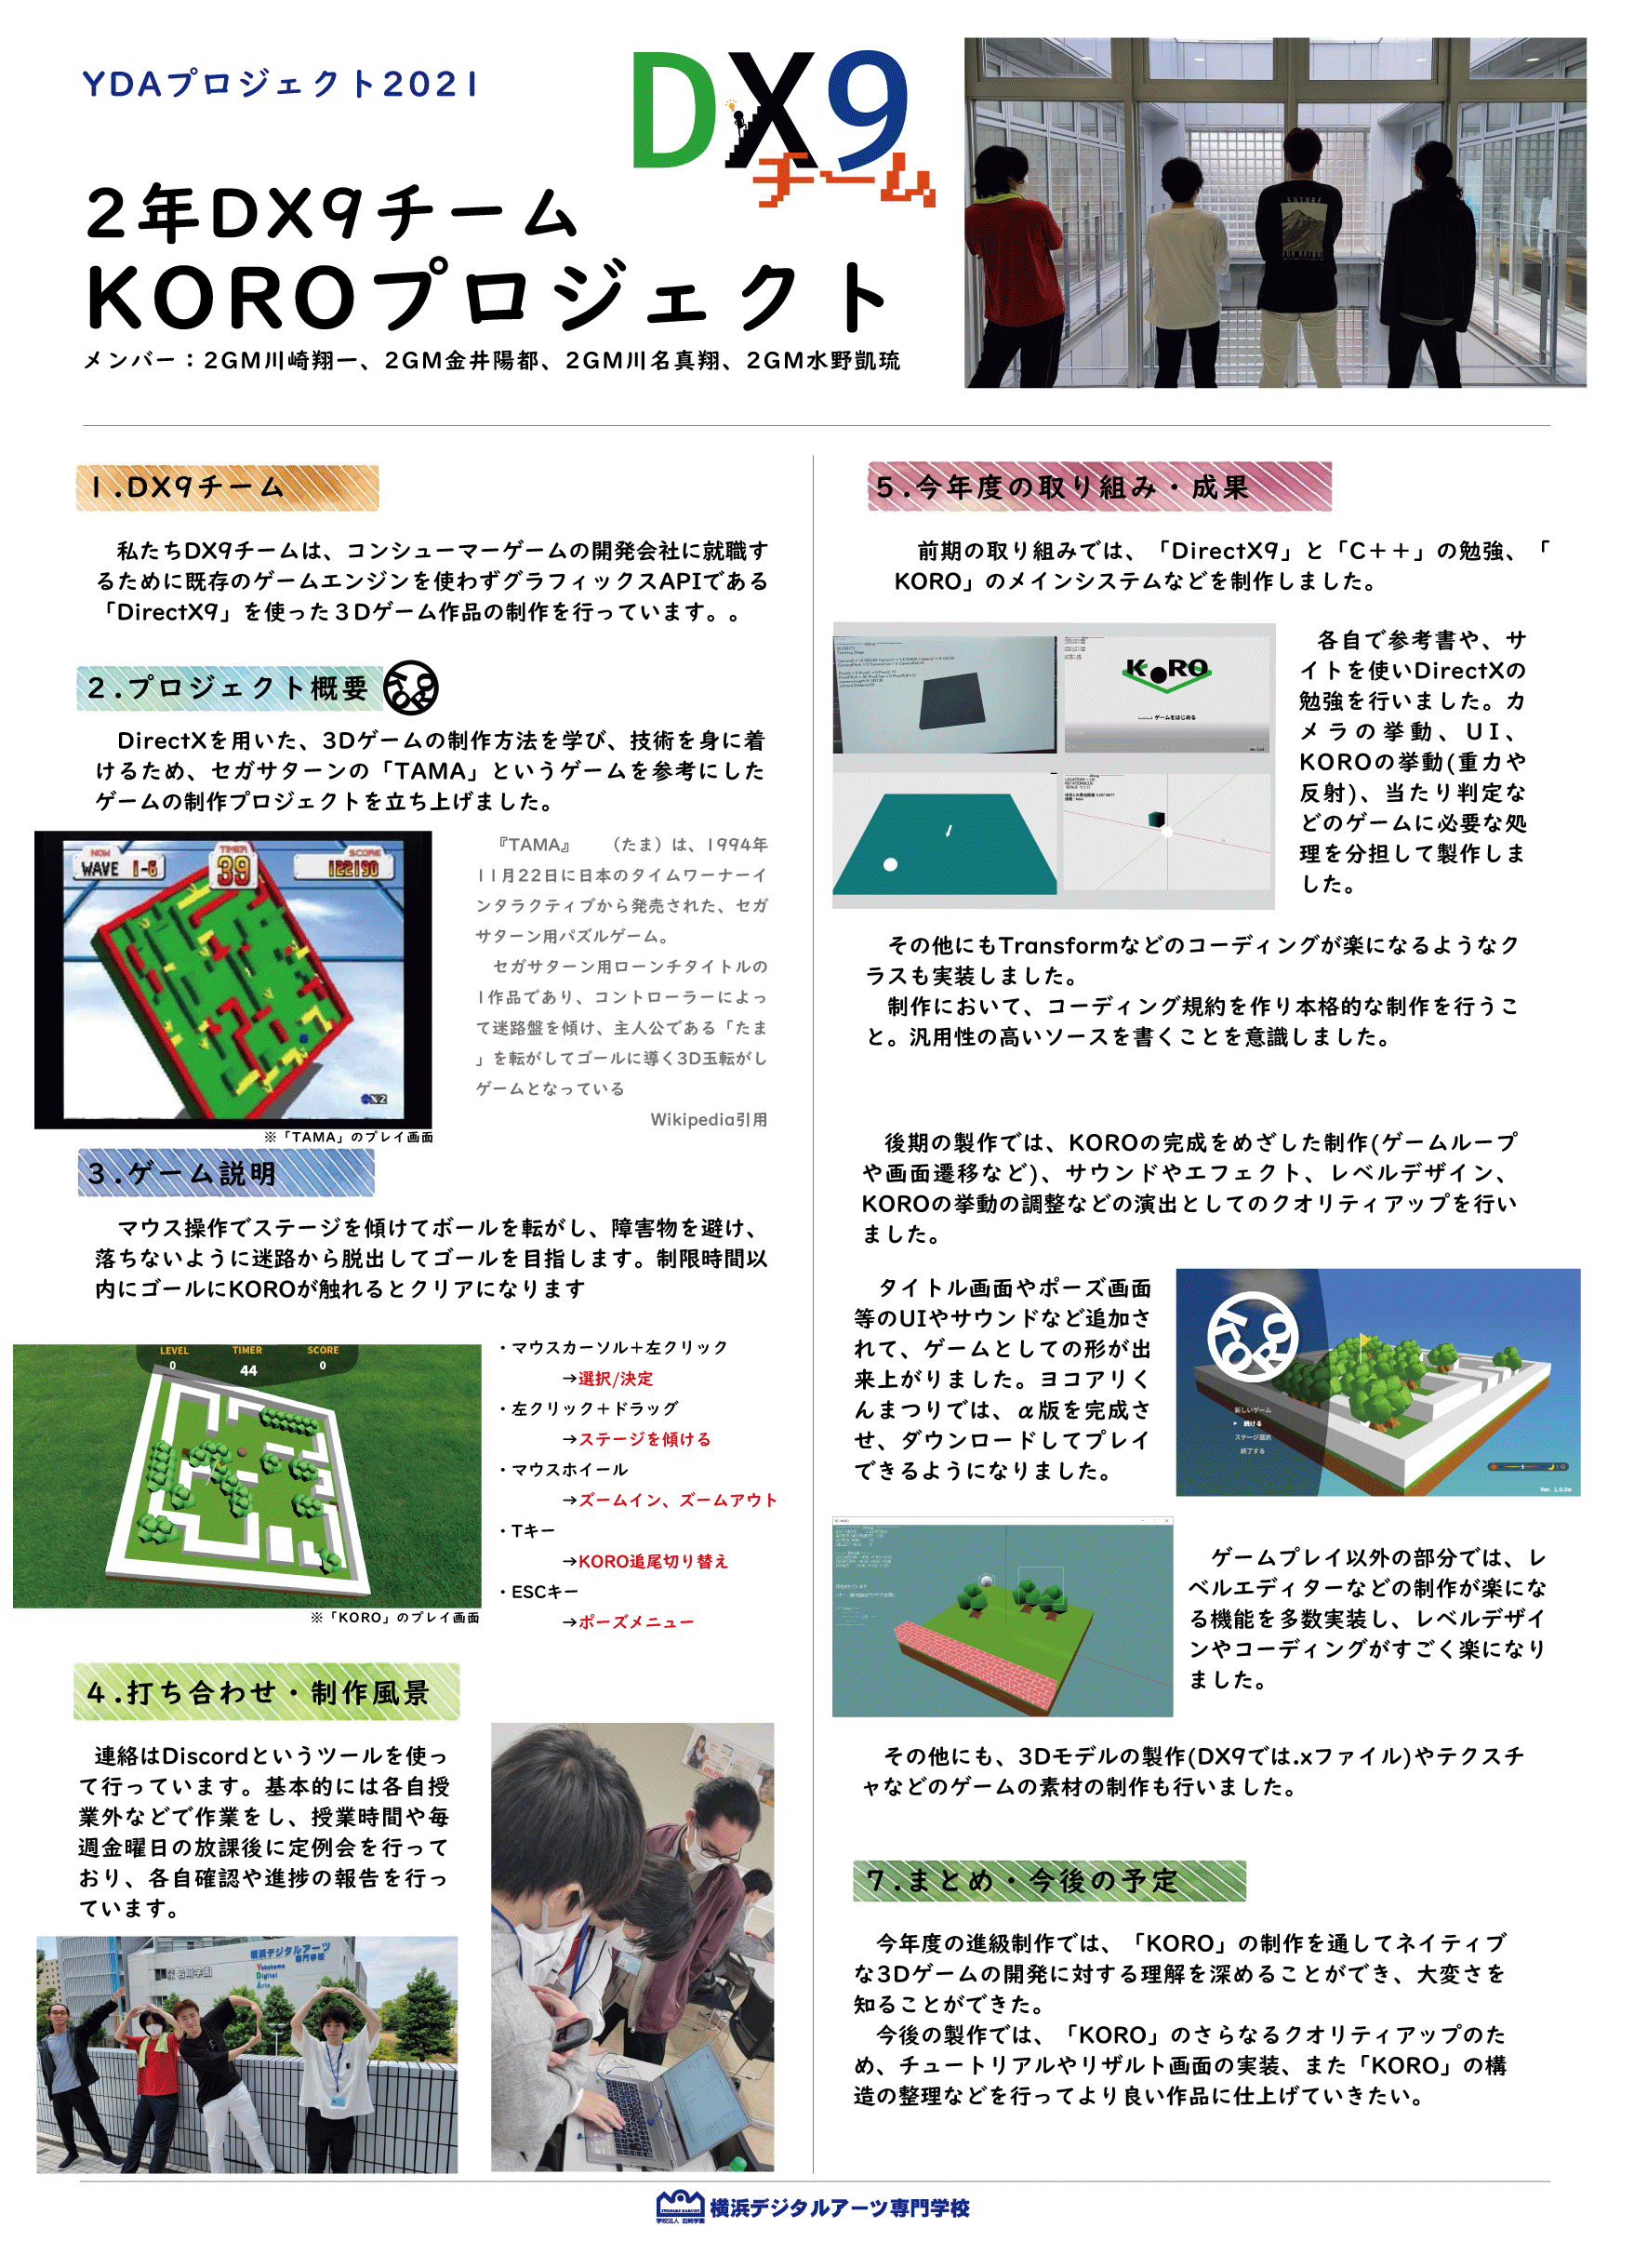 YDAプロジェクト2021
DX9
チーム
2年DX9チーム
KOROプロジェクト
メンバー：2GM川崎翔一、2GM金井陽都、2GM川名真翔、2GM水野凱琉
1.DX9チーム
私たちDX9チームは、コンシューマーゲームの開発会社に就職す
るために既存のゲームエンジンを使わずグラフィックスAPIである
「DirectX9」を使った３Dゲーム作品の制作を行っています。。
２.プロジェクト概要
KORO
DirectXを用いた、3Dゲームの制作方法を学び、技術を身に着
けるため、セガサターンの「TAMA」というゲームを参考にした
ゲームの制作プロジェクトを立ち上げました。
NOW
WAVE 1-6
TIMER
39
SCORE
122190
X2
※「TAMA」のプレイ画面
『TAMA』　（たま）は、1994年
11月22日に日本のタイムワーナーイ
ンタラクティブから発売された、セガ
サターン用パズルゲーム。
セガサターン用ローンチタイトルの
1作品であり、コントローラーによっ
て迷路盤を傾け、主人公である「たま
」を転がしてゴールに導く3D玉転がし
ゲームとなっている
Wikipedia引用
３.ゲーム説明
マウス操作でステージを傾けてボールを転がし、障害物を避け、
落ちないように迷路から脱出してゴールを目指します。制限時間以
内にゴールにKOROが触れるとクリアになります
LEVEL
0
TIMER
44
SCORE
0
※「KORO」のプレイ画面
・マウスカーソル＋左クリック
→選択/決定
・左クリック＋ドラッグ
→ステージを傾ける
・マウスホイール
→ズームイン、ズームアウト
・Tキー
→KORO追尾切り替え
・ESCキー
→ポーズメニュー
４.打ち合わせ・制作風景
連絡はDiscordというツールを使っ
て行っています。基本的には各自授
業外などで作業をし、授業時間や毎
週金曜日の放課後に定例会を行って
おり、各自確認や進捗の報告を行っ
ています。
横浜デジタルアーツ
専門学校
岩崎学園
Yokohama
Digital
Arts
５.今年度の取り組み・成果
前期の取り組みでは、「DirectX9」と「C＋＋」の勉強、「
KORO」のメインシステムなどを制作しました。
KORO
ゲームをはじめる
各自で参考書や、サ
イトを使いDirectXの
勉強を行いました。カ
メラの挙動、UI、
KOROの挙動(重力や
反射)、当たり判定な
どのゲームに必要な処
理を分担して製作しま
した。
その他にもTransformなどのコーディングが楽になるようなク
ラスも実装しました。
制作において、コーディング規約を作り本格的な制作を行うこ
と。汎用性の高いソースを書くことを意識しました。
後期の製作では、KOROの完成をめざした制作(ゲームループ
や画面遷移など)、サウンドやエフェクト、レベルデザイン、
KOROの挙動の調整などの演出としてのクオリティアップを行い
ました。
タイトル画面やポーズ画面
等のUIやサウンドなど追加さ
れて、ゲームとしての形が出
来上がりました。ヨコアリく
んまつりでは、α版を完成さ
せ、ダウンロードしてプレイ
できるようになりました。
KORO
新しいゲーム
続ける
ステージ選択
終了する
Ver. 1.0.0α
ゲームプレイ以外の部分では、レ
ベルエディターなどの制作が楽にな
る機能を多数実装し、レベルデザイ
ンやコーディングがすごく楽になり
ました。
その他にも、3Dモデルの製作(DX9では.xファイル)やテクスチ
ャなどのゲームの素材の制作も行いました。
７.まとめ・今後の予定
今年度の進級制作では、「KORO」の制作を通してネイティブ
な3Dゲームの開発に対する理解を深めることができ、大変さを
知ることができた。
今後の製作では、「KORO」のさらなるクオリティアップのた
め、チュートリアルやリザルト画面の実装、また「KORO」の構
造の整理などを行ってより良い作品に仕上げていきたい。
学校法人 岩崎学園
横浜デジタルアーツ専門学校